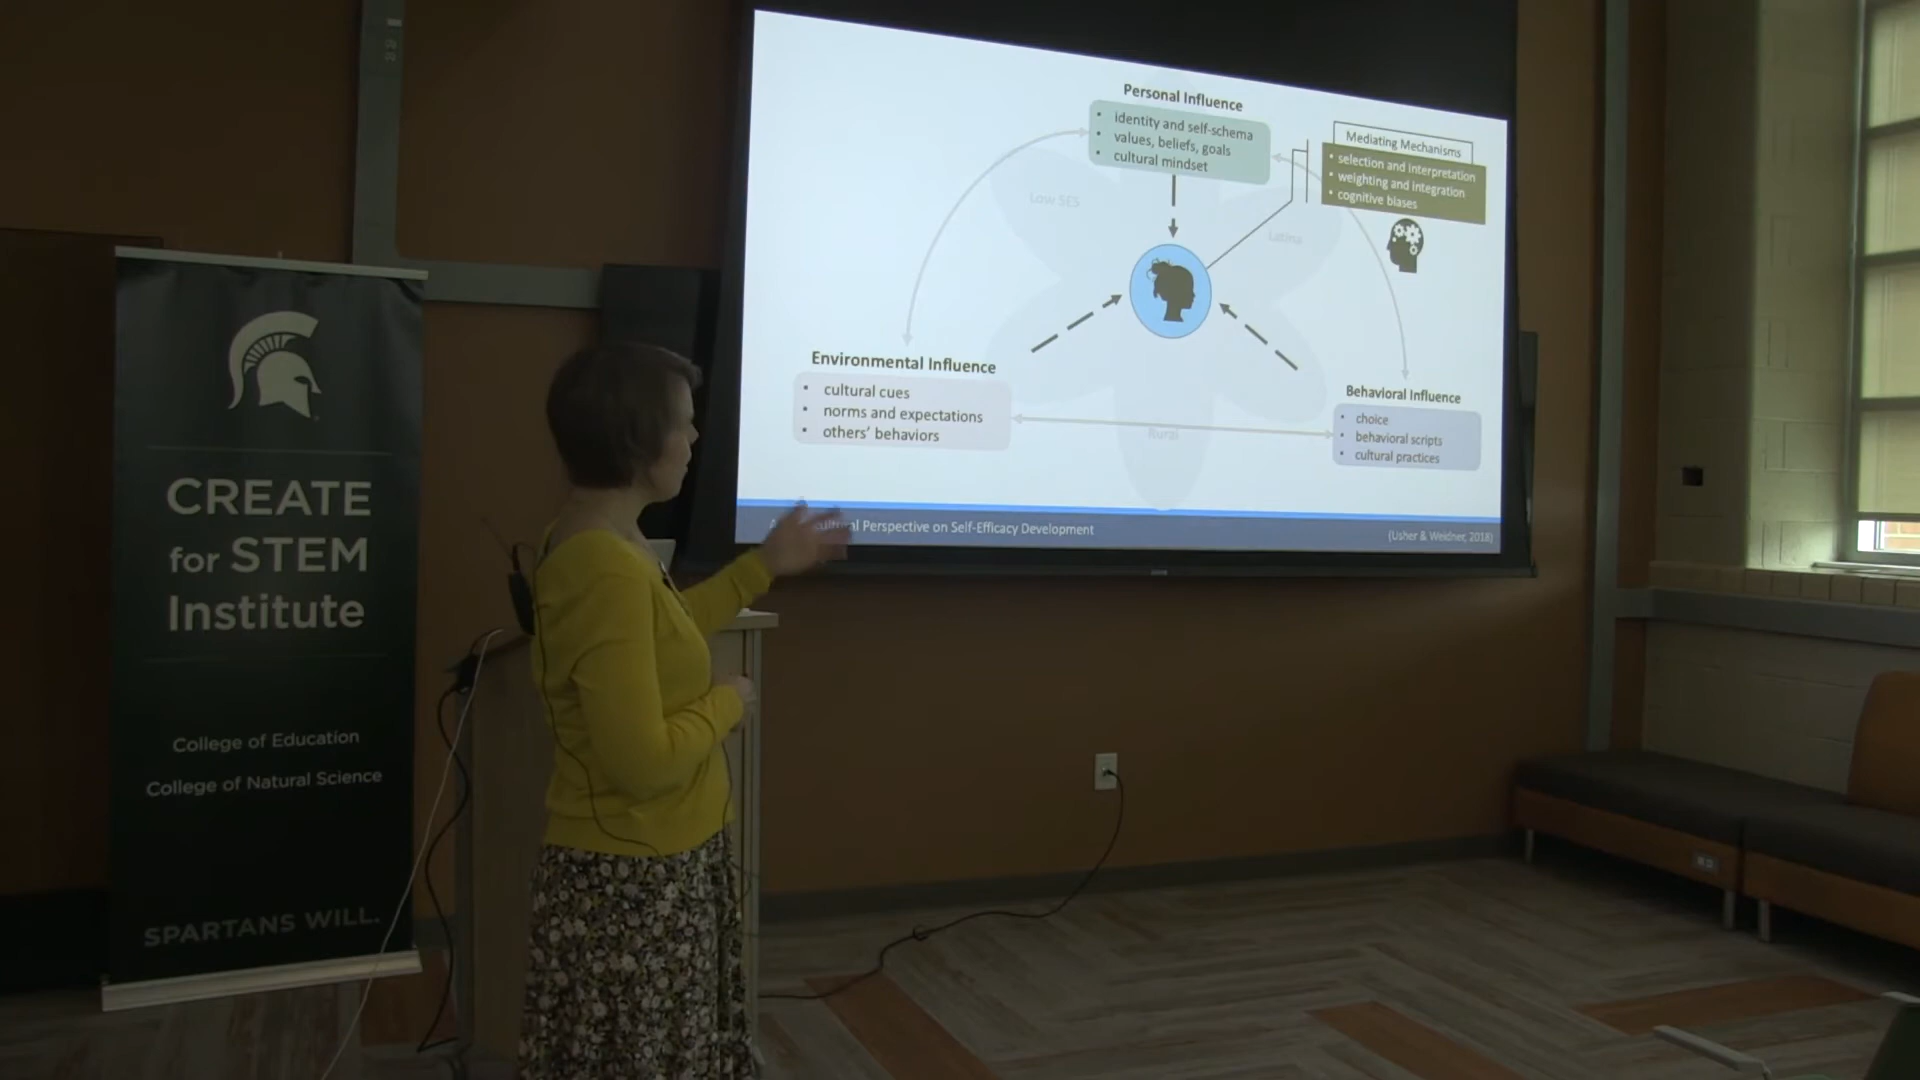 CREATE
for STEM
Institute
College of Education
College of Natural Science
SPARTANS WILL.
Personal Influence
• identity and self-schema
• values, beliefs, goals
• cultural mindset
Mediating Mechanisms
• selection and interpretation
• weighting and integration
• cognitive biases
Low SES
Latina
Environmental Influence
• cultural cues
• norms and expectations
• others' behaviors
Behavioral Influence
• choice
• behavioral scripts
• cultural practices
Rural
Perspective on Self-Efficacy Development
(Usher & Weidner, 2018)